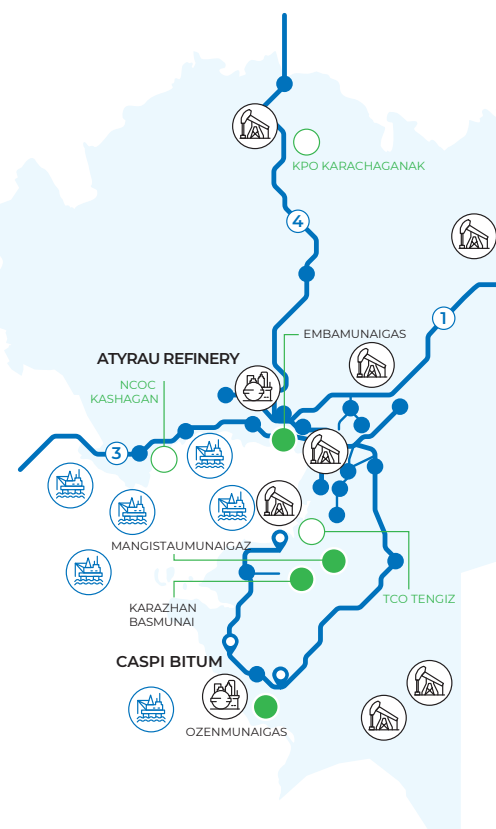 KPO KARACHAGANAK
4
1
EMBAMUNAIGAS
ATYRAU REFINERY
NCOC
KASHAGAN
3
MANGISTAUMUNAIGAZ
TCO TENGIZ
KARAZHAN
BASMUNAI
CASPI BITUM
OZENMUNAIGAS